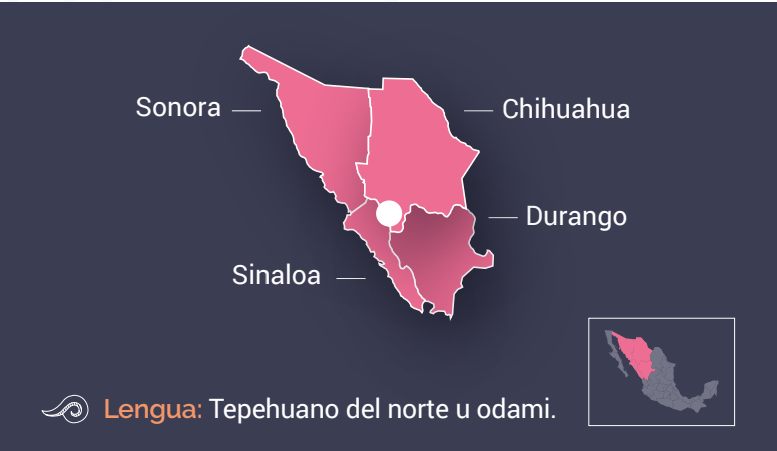 Sonora
Chihuahua
Durango
Sinaloa
Lengua: Tepehuano del norte u odami.